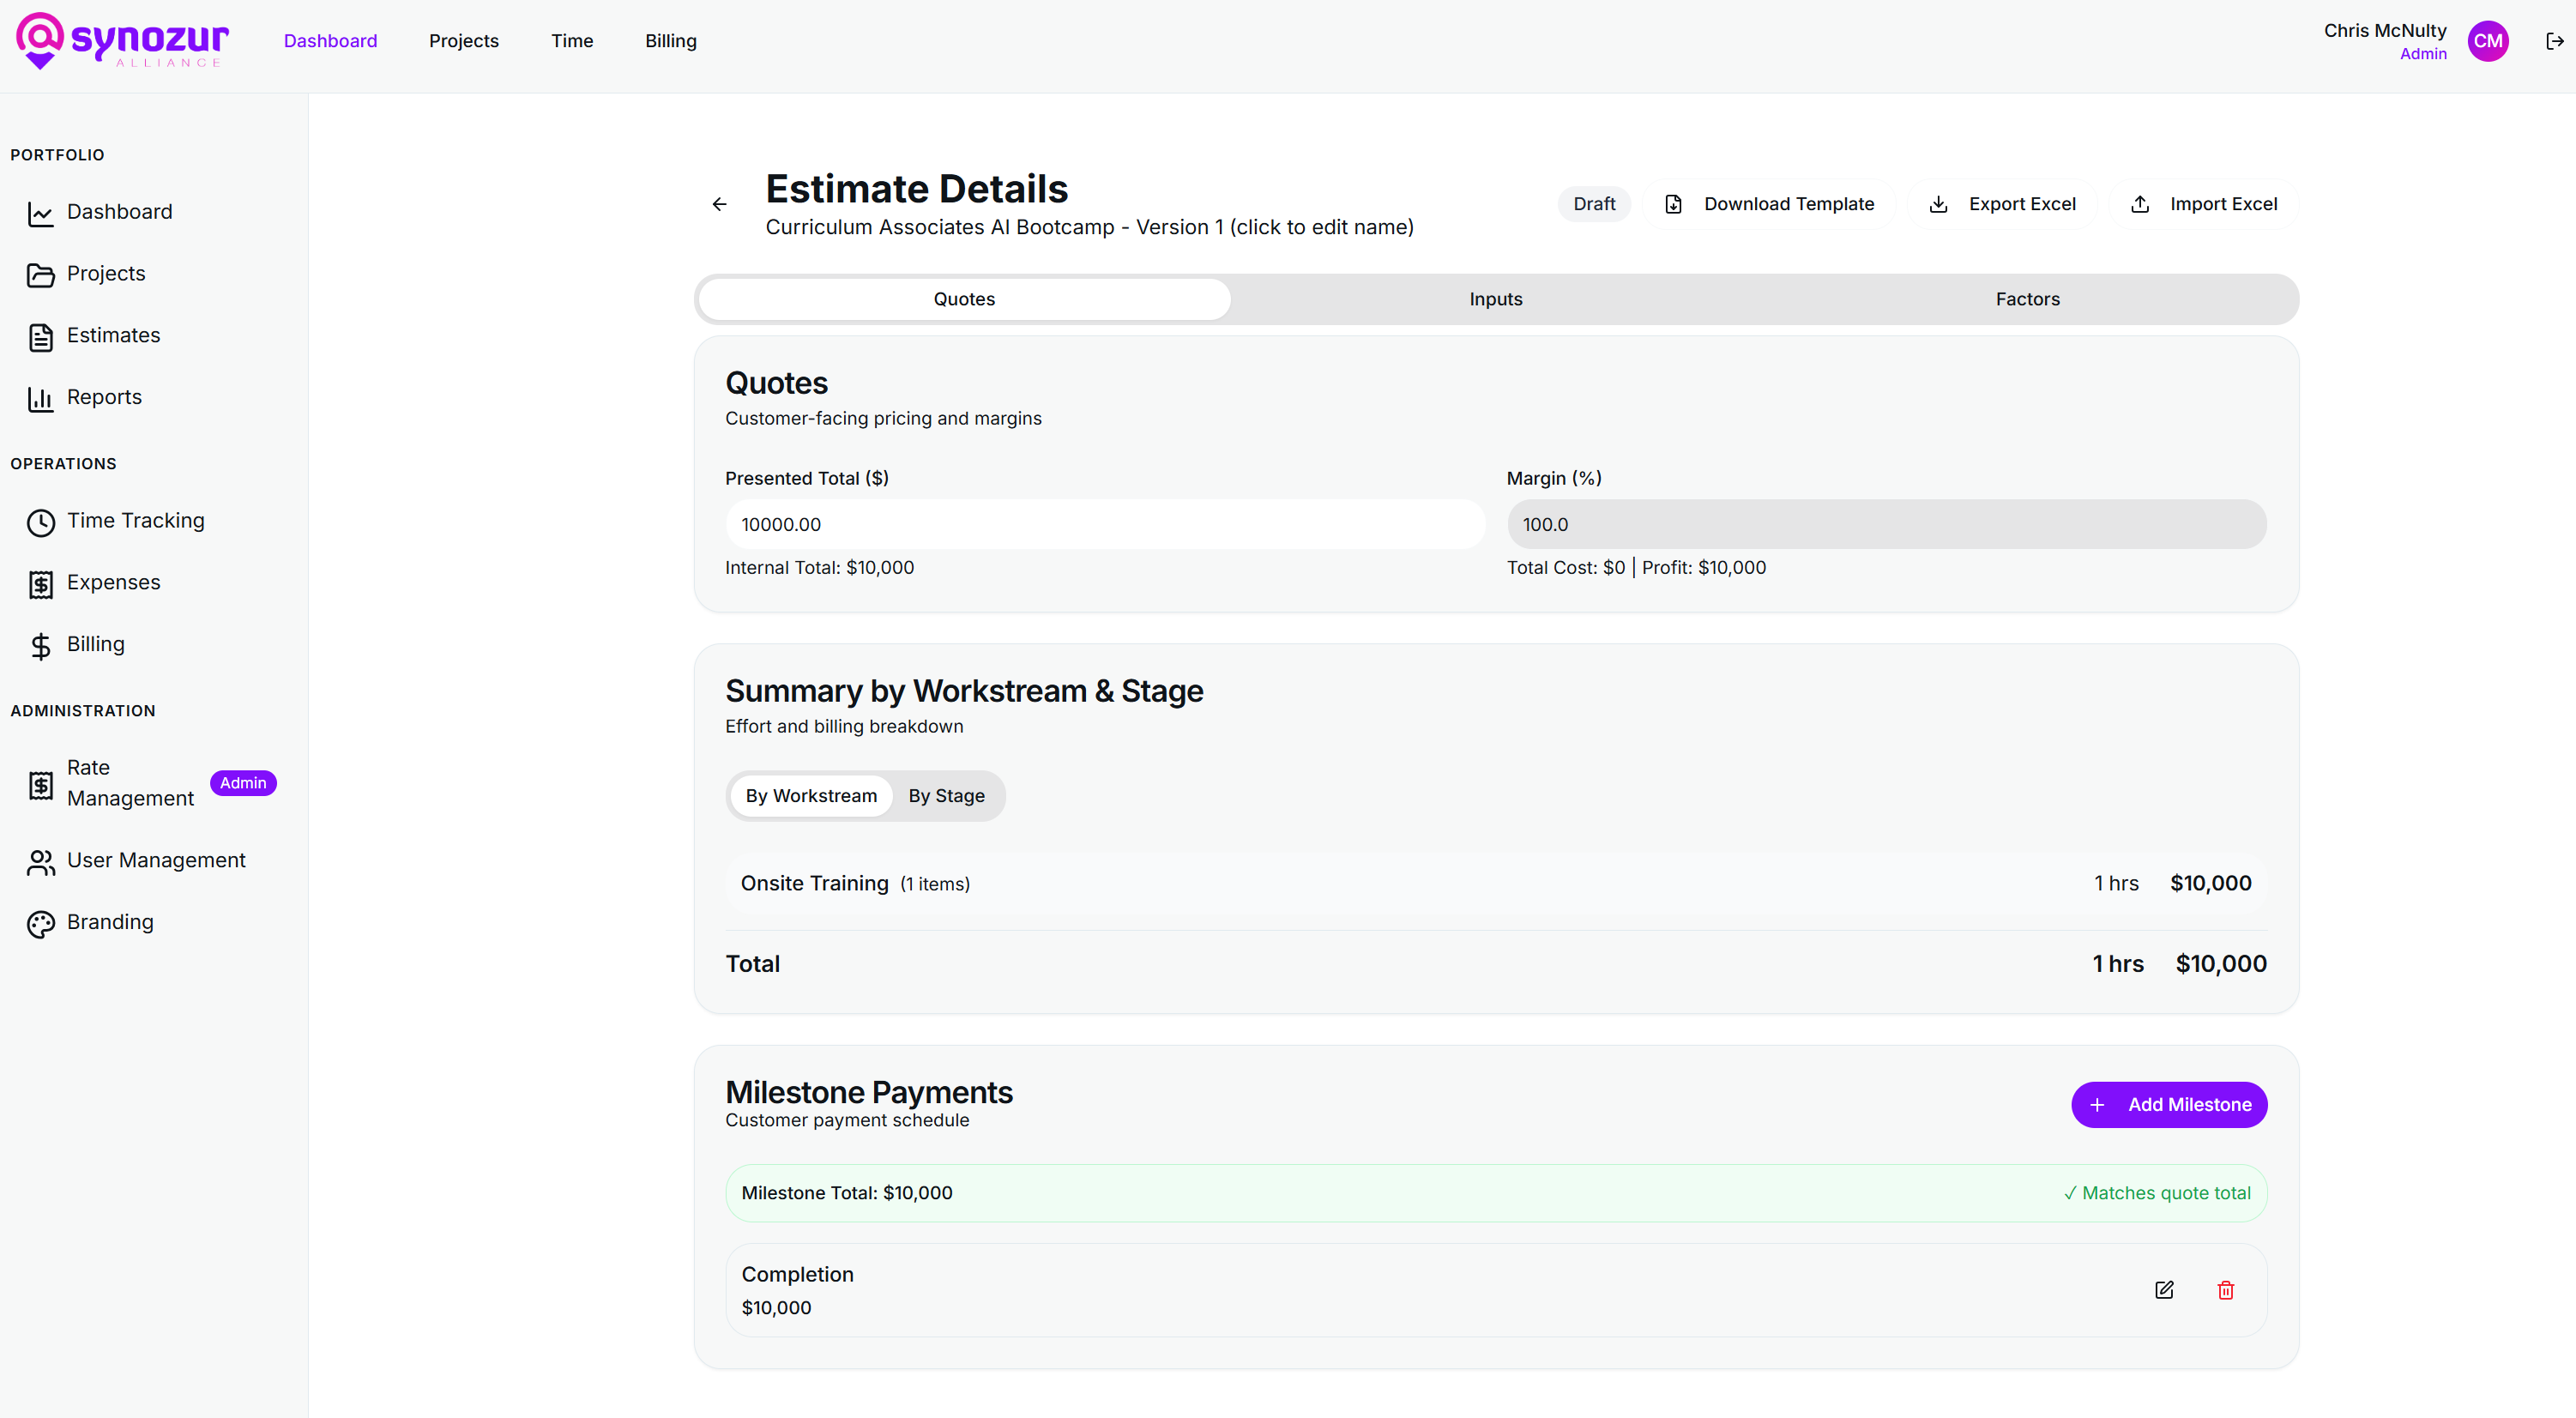 synozur
ALLIANCE
Dashboard
Projects
Time
Billing
Chris McNulty
Admin
CM
PORTFOLIO
Dashboard
Projects
Estimates
Reports
OPERATIONS
Time Tracking
Expenses
Billing
ADMINISTRATION
Rate
Management
Admin
User Management
Branding
Estimate Details
Curriculum Associates AI Bootcamp - Version 1 (click to edit name)
Draft
Download Template
Export Excel
Import Excel
Quotes
Inputs
Factors
Quotes
Customer-facing pricing and margins
Presented Total ($)
10000.00
Internal Total: $10,000
Margin (%)
100.0
Total Cost: $0 | Profit: $10,000
Summary by Workstream & Stage
Effort and billing breakdown
By Workstream
By Stage
Onsite Training (1 items) 1 hrs $10,000
Total 1 hrs $10,000
Milestone Payments
Customer payment schedule
+ Add Milestone
Milestone Total: $10,000
✓ Matches quote total
Completion
$10,000